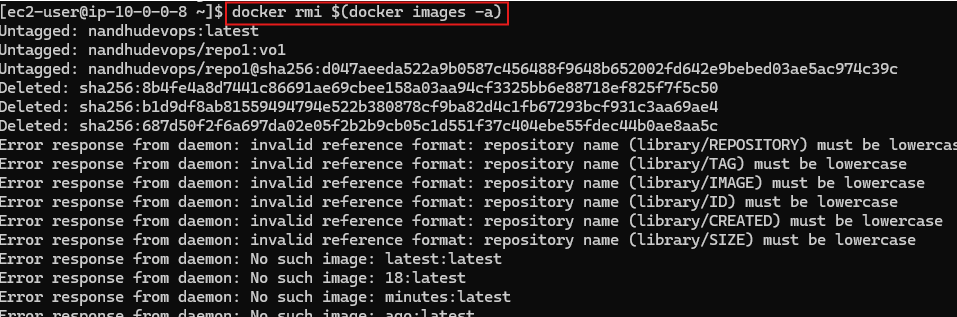 [ec2-user@ip-10-0-0-8 ~]$ docker rmi $(docker images -a)
Untagged: nandhudevops:latest
Untagged: nandhudevops/repo1:vo1
Untagged: nandhudevops/repo1@sha256:d047aeeda522a9b0587c456488f9648b652002fd642e9bebed03ae5ac974c39c
Deleted: sha256:8b4fe4a8d7441c86691ae69cbee158a03aa94cf3325bb6e88718ef825f7f5c50
Deleted: sha256:b1d9df8ab81559494794e522b380878cf9ba82d4c1fb67293bcf931c3aa69ae4
Deleted: sha256:687d50f2f6a697da02e05f2b2b9cb05c1d551f37c404ebe55fdec44b0ae8aa5c
Error response from daemon: invalid reference format: repository name (library/REPOSITORY) must be lowercas
Error response from daemon: invalid reference format: repository name (library/TAG) must be lowercase
Error response from daemon: invalid reference format: repository name (library/IMAGE) must be lowercase
Error response from daemon: invalid reference format: repository name (library/ID) must be lowercase
Error response from daemon: invalid reference format: repository name (library/CREATED) must be lowercase
Error response from daemon: invalid reference format: repository name (library/SIZE) must be lowercase
Error response from daemon: No such image: latest:latest
Error response from daemon: No such image: 18:latest
Error response from daemon: No such image: minutes:latest
Error response from daemon: No such image: ago:latest